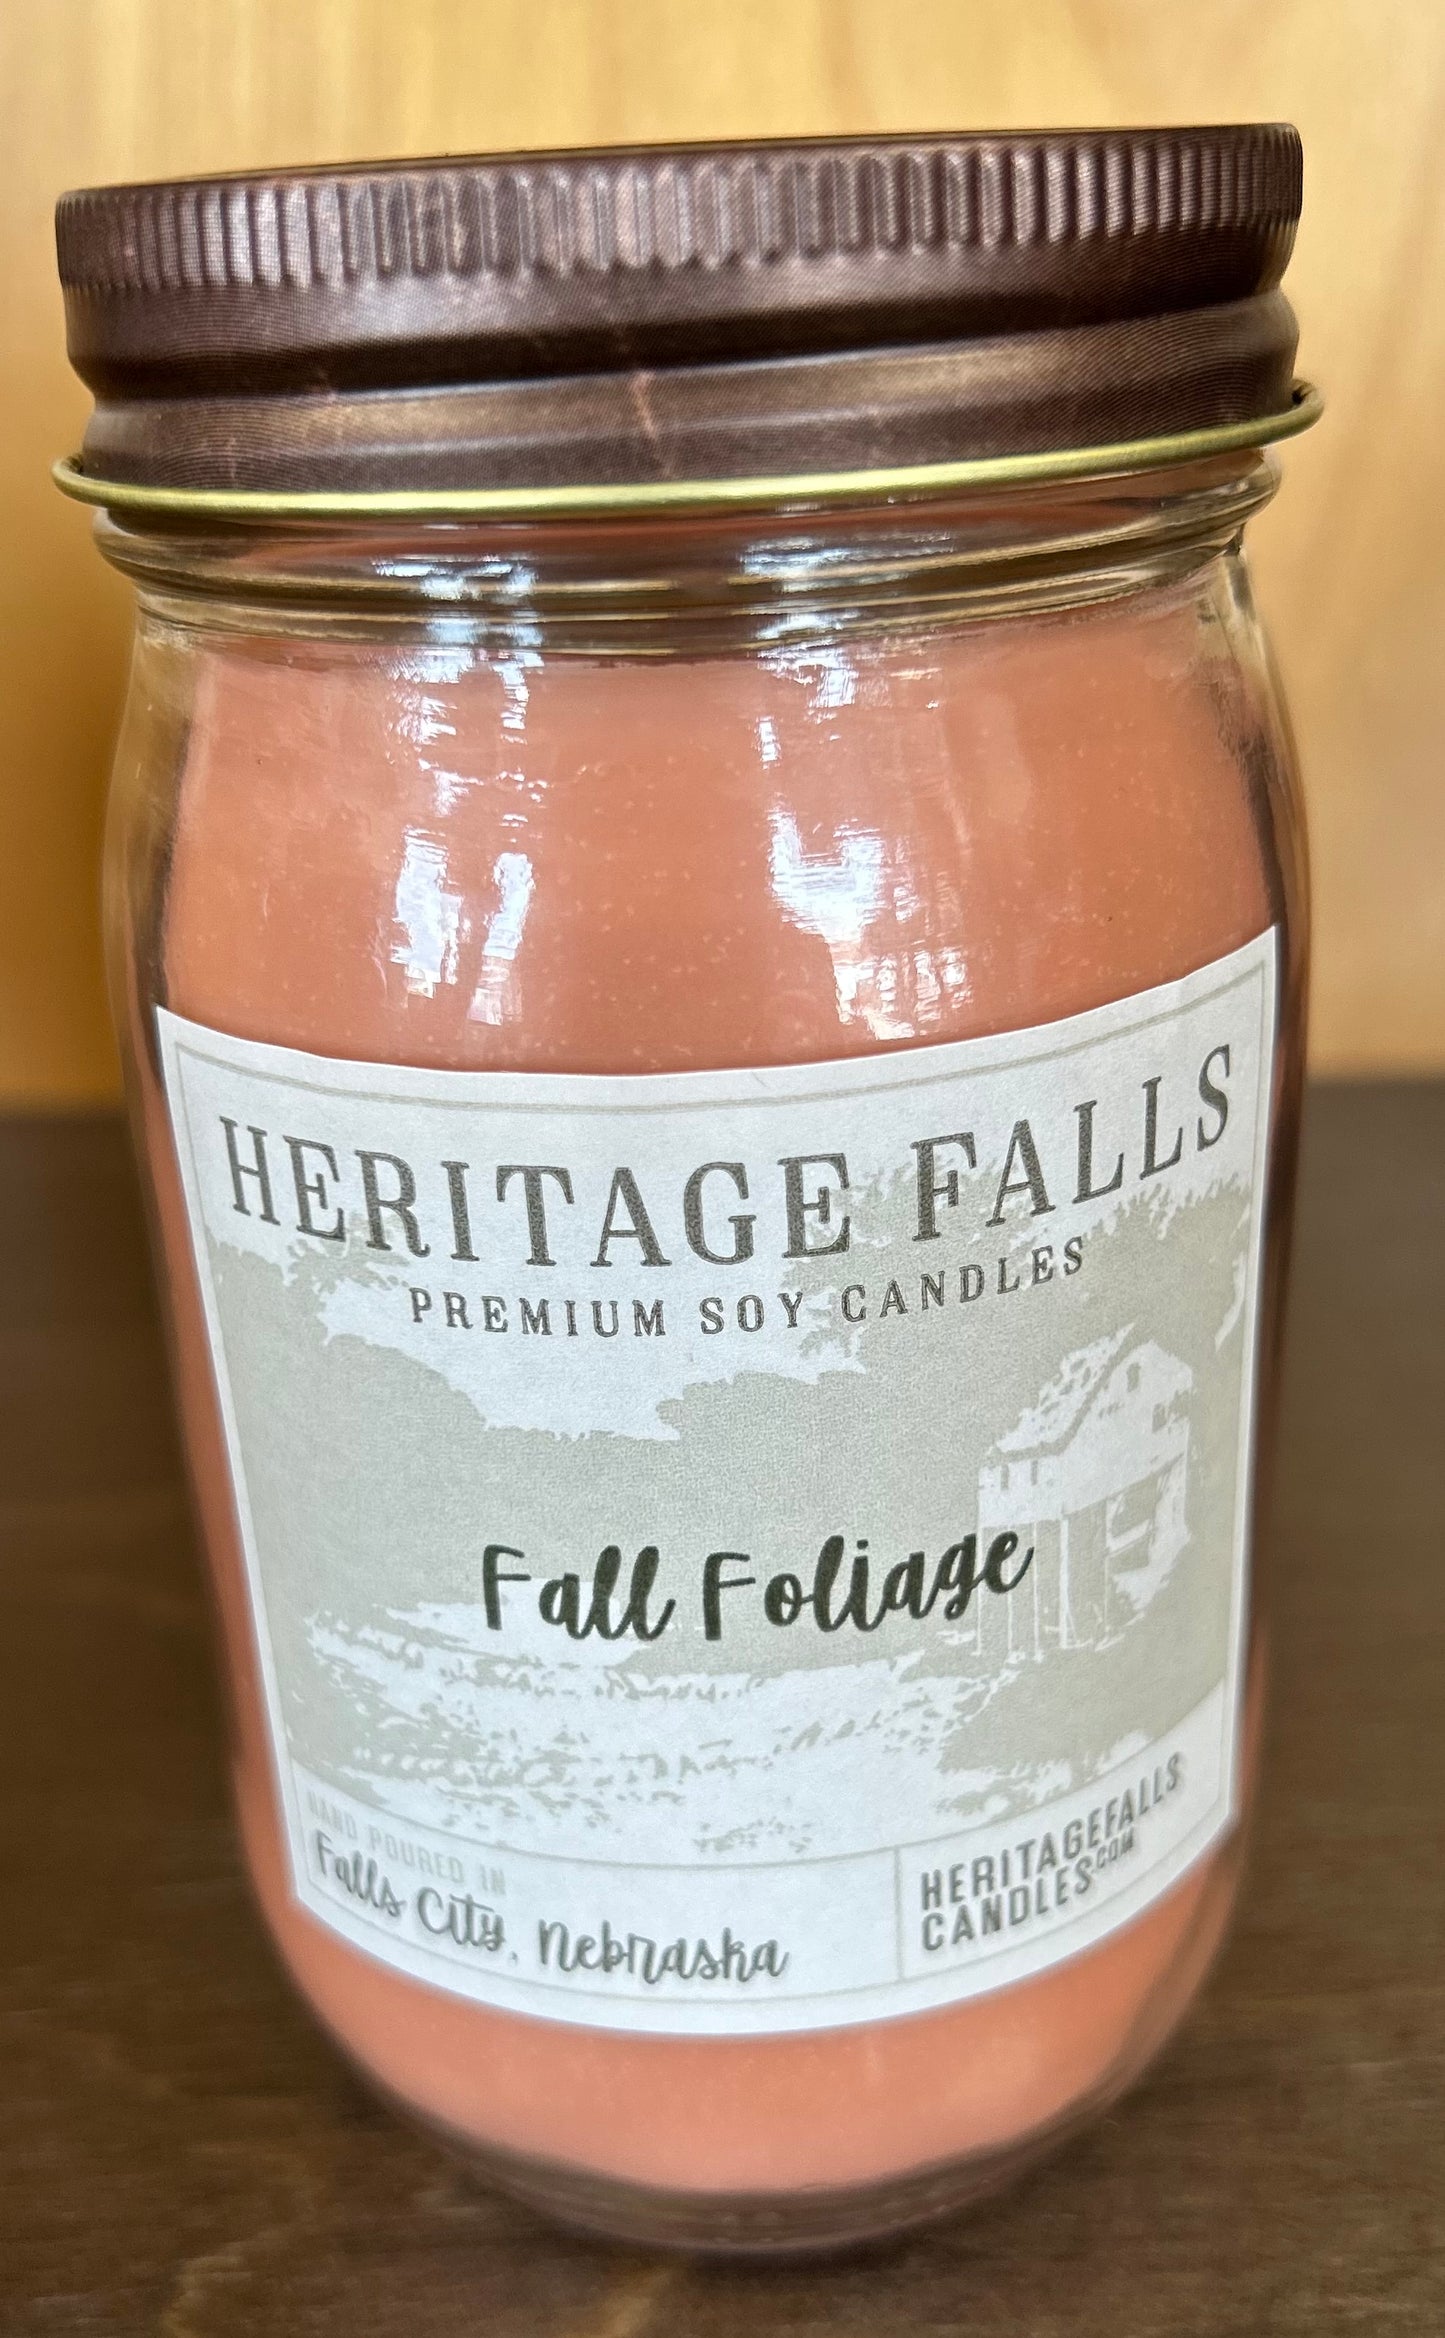 HERITAGE FALLS
PREMIUM SOY CANDLES
Fall Foliage
HAND POURED IN
Falls City, Nebraska
HERITAGEFALLS
CANDLES.COM